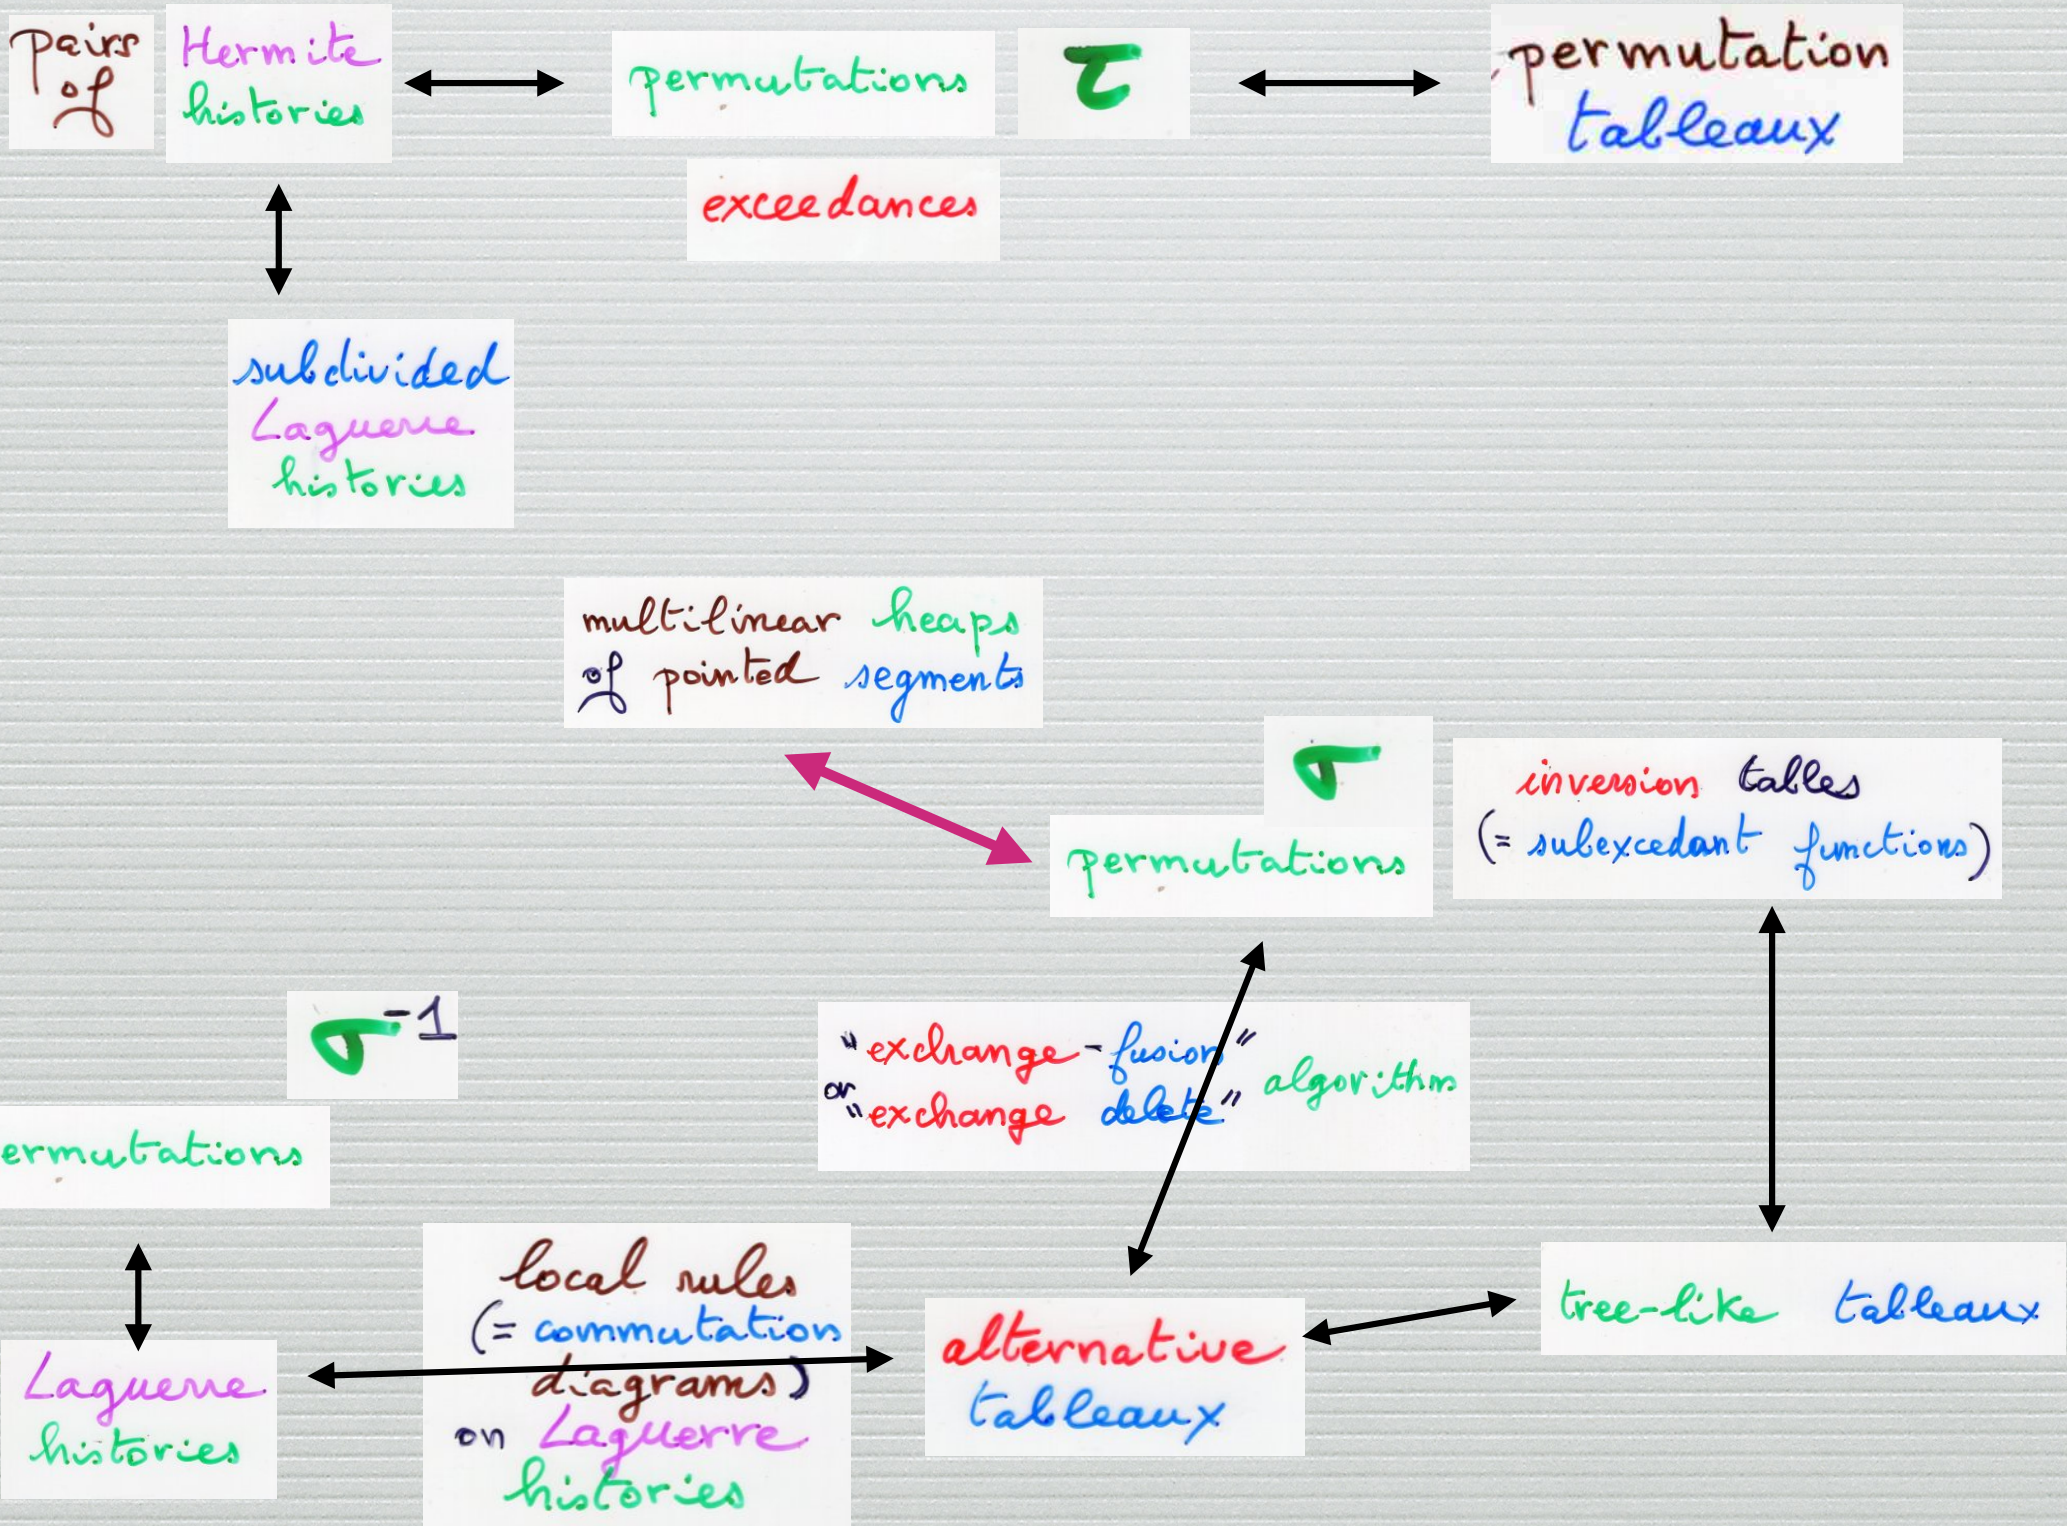 pairs
of
Hermite
histories
permutations
τ
permutation
tableaux
exceedances
subdivided
Laguerre
histories
multilinear heaps
of pointed segments
σ
permutations
inversion tables
(= subexcedant functions)
σ⁻¹
ermutations
"exchange-fusion"
or
"exchange delete"
algorithm
Laguerre
histories
local rules
(= commutation
diagrams)
on Laguerre
histories
alternative
tableaux
tree-like tableaux